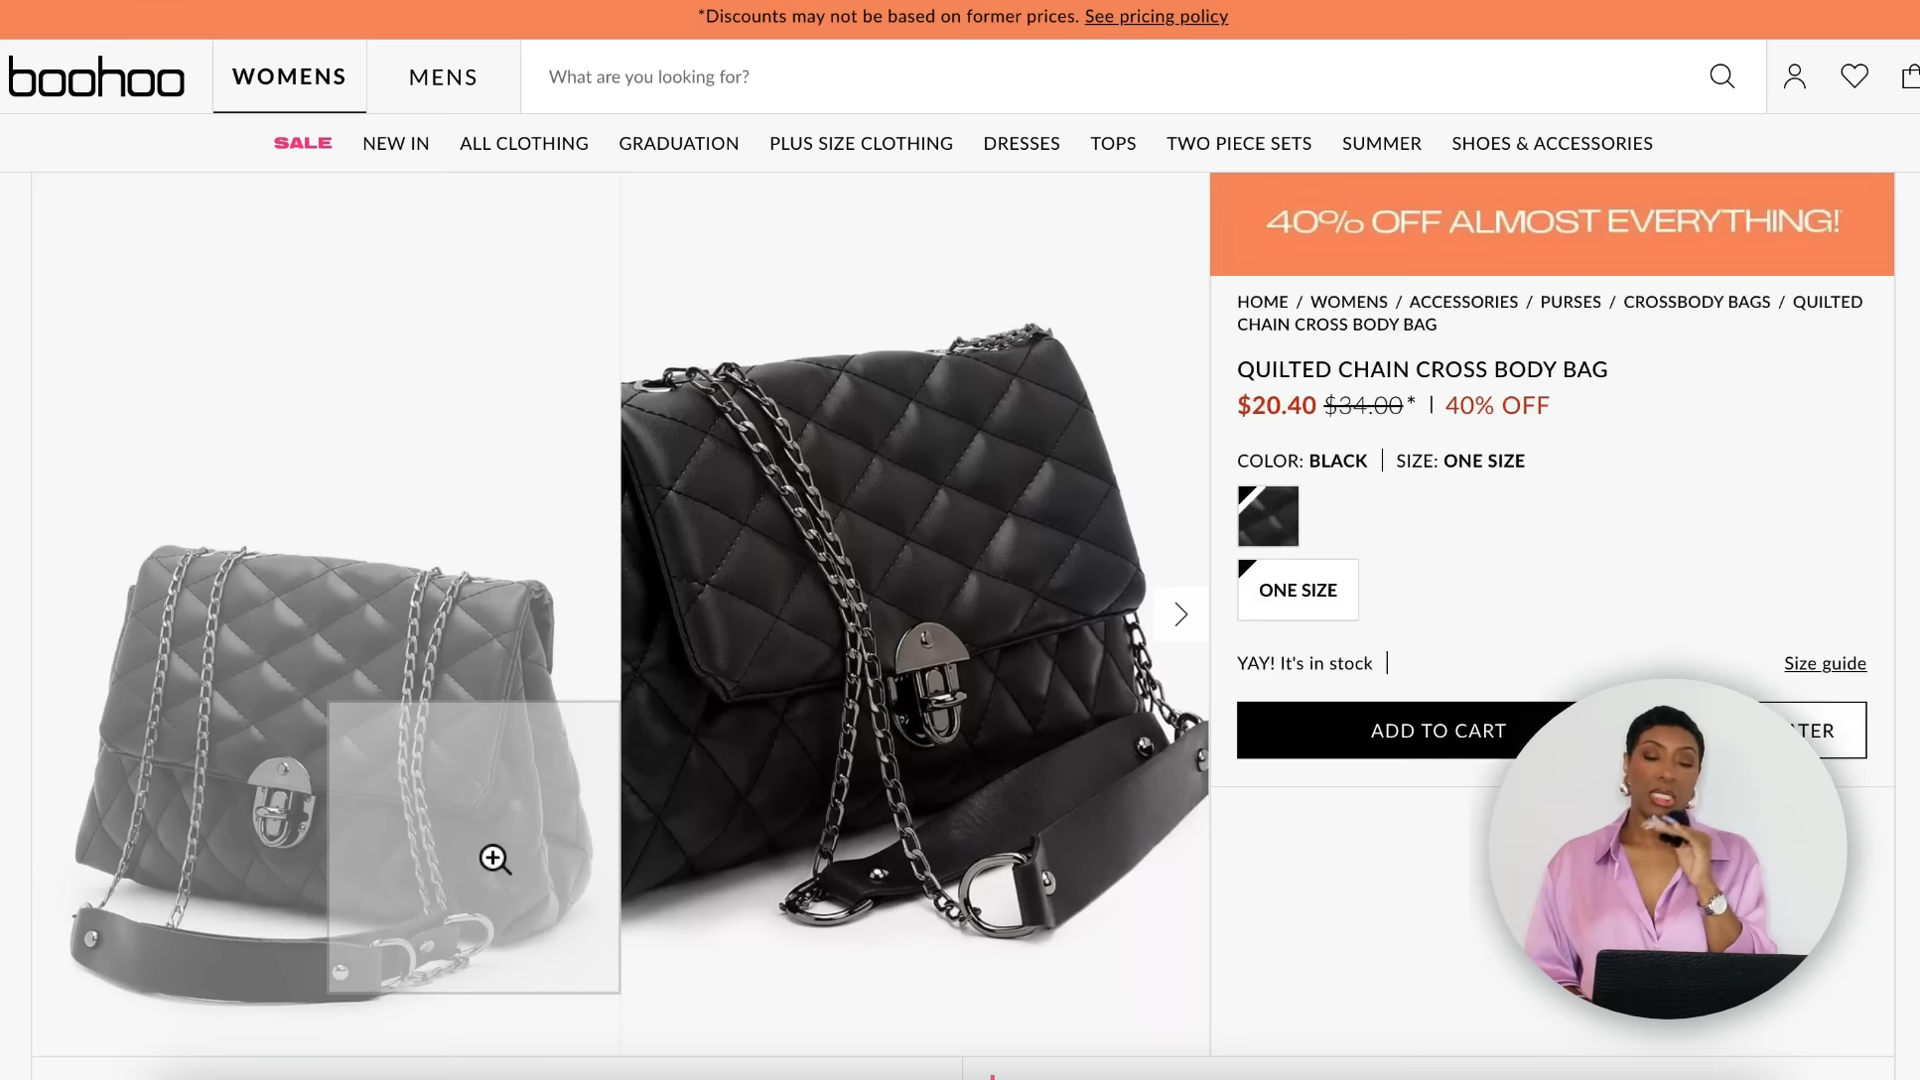 *Discounts may not be based on former prices. See pricing policy
boohoo
WOMENS
MENS
What are you looking for?
SALE
NEW IN
ALL CLOTHING
GRADUATION
PLUS SIZE CLOTHING
DRESSES
TOPS
TWO PIECE SETS
SUMMER
SHOES & ACCESSORIES
40% OFF ALMOST EVERYTHING!*
HOME / WOMENS / ACCESSORIES / PURSES / CROSSBODY BAGS / QUILTED
CHAIN CROSS BODY BAG
QUILTED CHAIN CROSS BODY BAG
$20.40 $34.00* | 40% OFF
COLOR: BLACK | SIZE: ONE SIZE
ONE SIZE
YAY! It's in stock |
Size guide
ADD TO CART